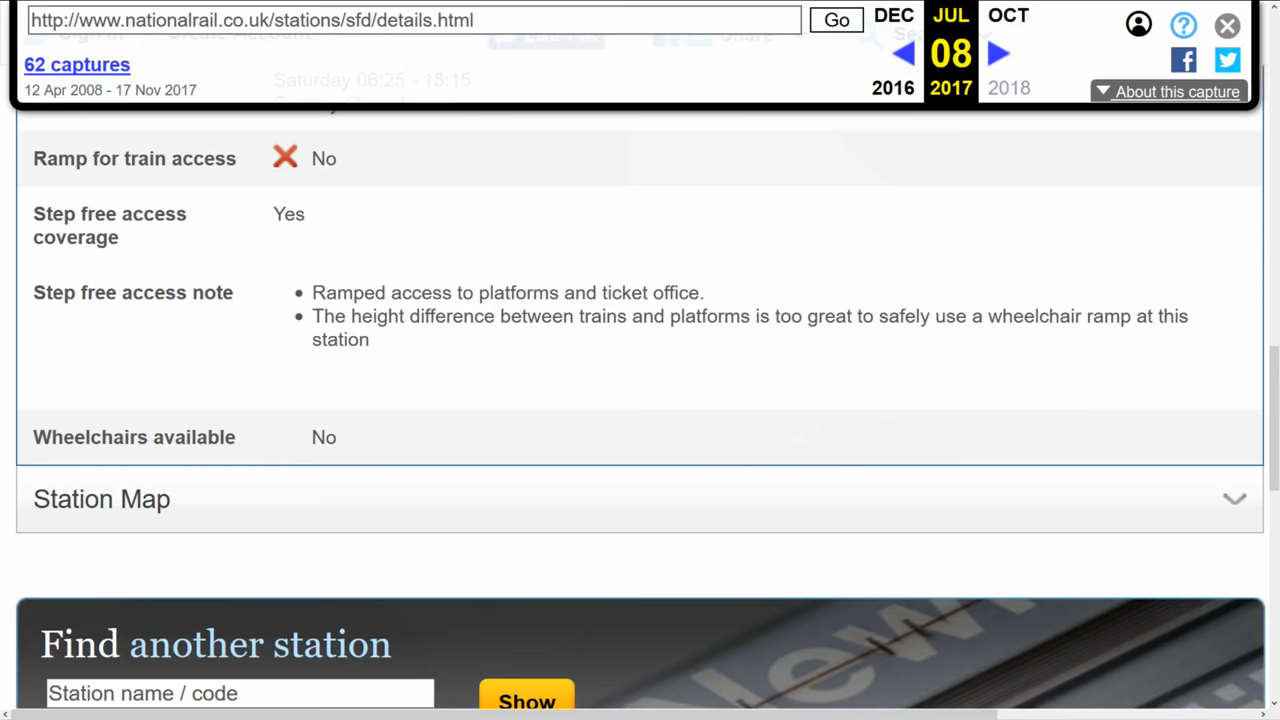 http://www.nationalrail.co.uk/stations/sfd/details.html
Go
DEC
JUL
OCT
62 captures
08
12 Apr 2008 - 17 Nov 2017
2016
2017
2018
About this capture
Saturday 06:25 - 18:15
Ramp for train access
No
Step free access
coverage
Yes
Step free access note
• Ramped access to platforms and ticket office.
• The height difference between trains and platforms is too great to safely use a wheelchair ramp at this
station
Wheelchairs available
No
Station Map
Find another station
Station name / code
Show